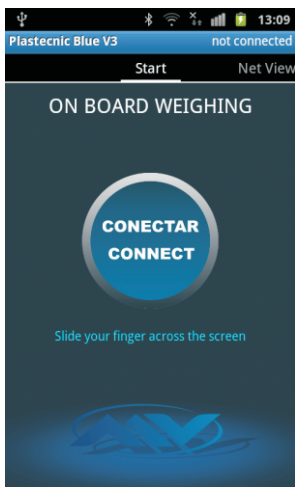 13:09
Plastecnic Blue V3 not connected
Start Net View
ON BOARD WEIGHING
CONECTAR
CONNECT
Slide your finger across the screen